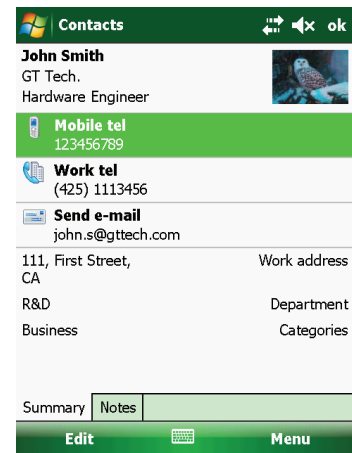 Contacts ok
John Smith
GT Tech.
Hardware Engineer
Mobile tel
123456789
Work tel
(425) 1113456
Send e-mail
john.s@gttech.com
111, First Street, Work address
CA
R&D Department
Business Categories
Summary Notes
Edit Menu